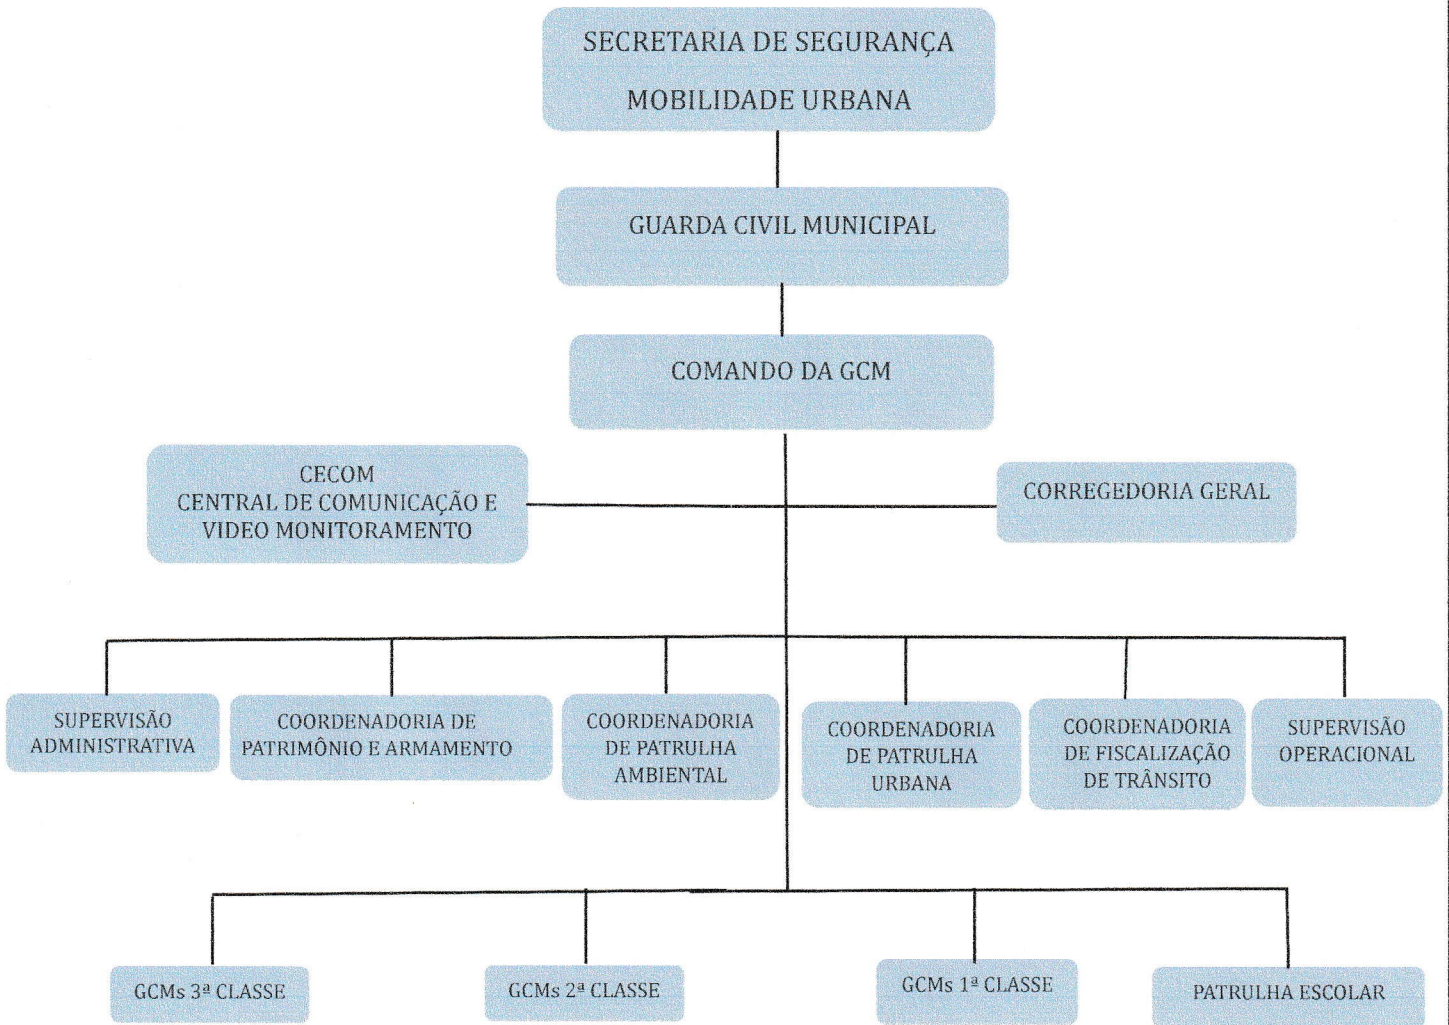 SECRETARIA DE SEGURANÇA
MOBILIDADE URBANA
GUARDA CIVIL MUNICIPAL
COMANDO DA GCM
CECOM
CENTRAL DE COMUNICAÇÃO E
VIDEO MONITORAMENTO
CORREGEDORIA GERAL
SUPERVISÃO
ADMINISTRATIVA
COORDENADORIA DE
PATRIMÔNIO E ARMAMENTO
COORDENADORIA
DE PATRULHA
AMBIENTAL
COORDENADORIA
DE PATRULHA
URBANA
COORDENADORIA
DE FISCALIZAÇÃO
DE TRÂNSITO
SUPERVISÃO
OPERACIONAL
GCMs 3ª CLASSE
GCMs 2ª CLASSE
GCMs 1ª CLASSE
PATRULHA ESCOLAR